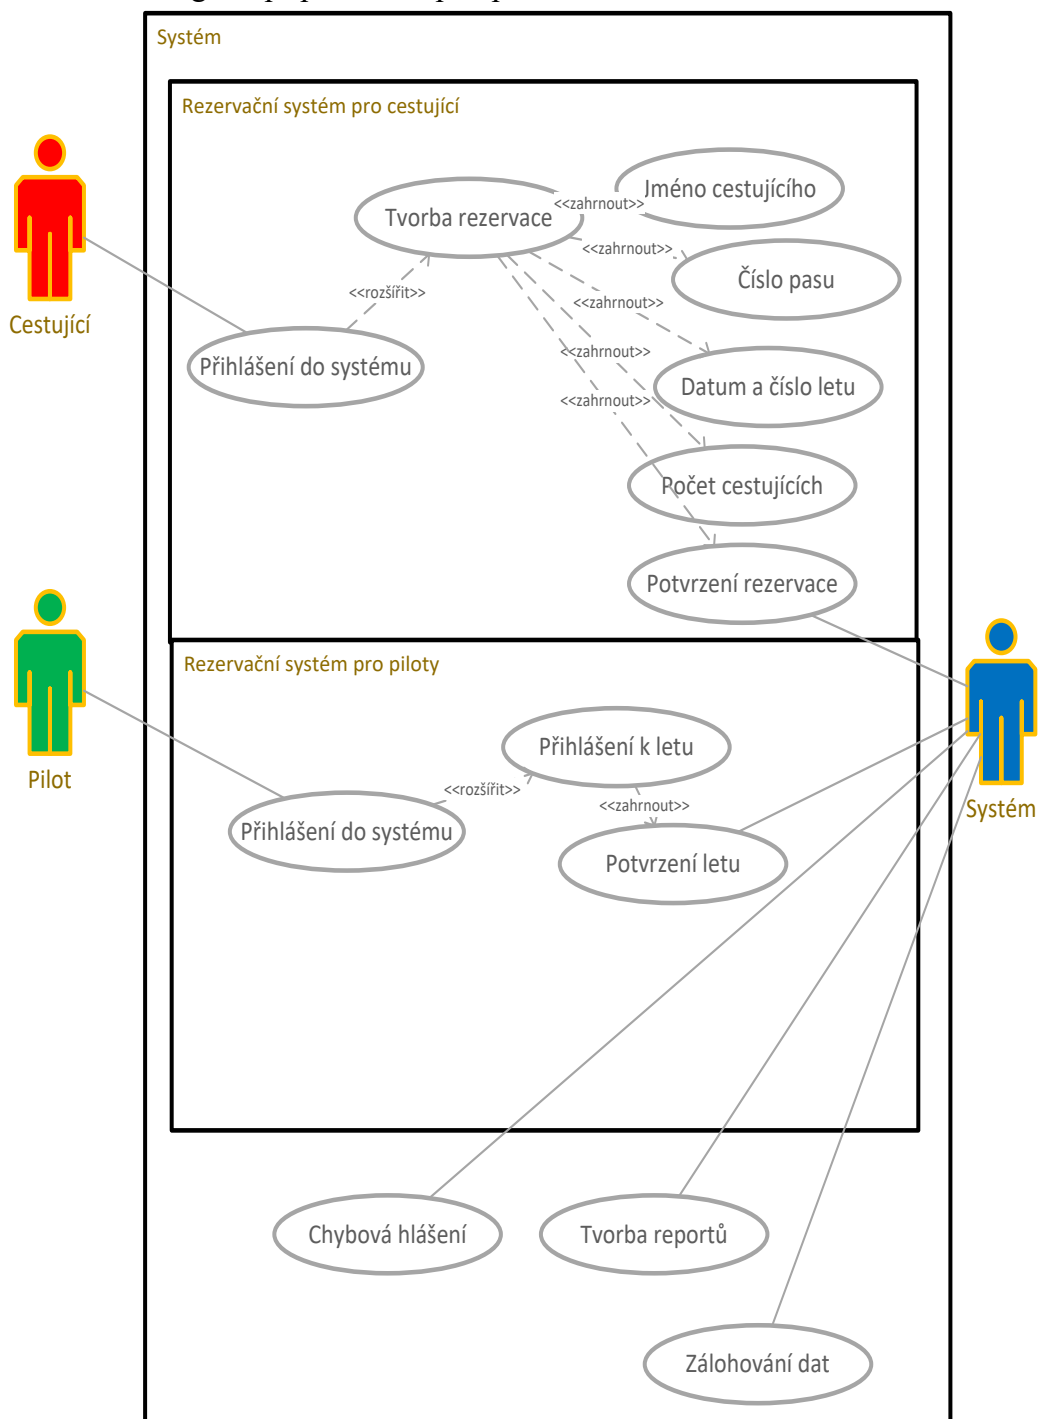 Systém
Rezervační systém pro cestující
Jméno cestujícího
<<zahrnout>>
Tvorba rezervace
<<zahrnout>>
Číslo pasu
<<rozšířit>>
<<zahrnout>>
Cestující
<<zahrnout>>
Přihlášení do systému
Datum a číslo letu
<<zahrnout>>
Počet cestujících
Potvrzení rezervace
Rezervační systém pro piloty
Přihlášení k letu
Pilot
<<rozšířit>>
<<zahrnout>>
Systém
Přihlášení do systému
Potvrzení letu
Chybová hlášení
Tvorba reportů
Zálohování dat